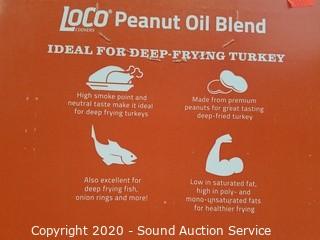 LOCO COOKERS® Peanut Oil Blend
IDEAL FOR DEEP-FRYING TURKEY
High smoke point and
neutral taste make it ideal
for deep frying turkeys
Made from premium
peanuts for great tasting
deep-fried turkey
Also excellent for
deep frying fish,
onion rings and more!
Low in saturated fat,
high in poly- and
mono-unsaturated fats
for healthier frying
Copyright 2020 - Sound Auction Service